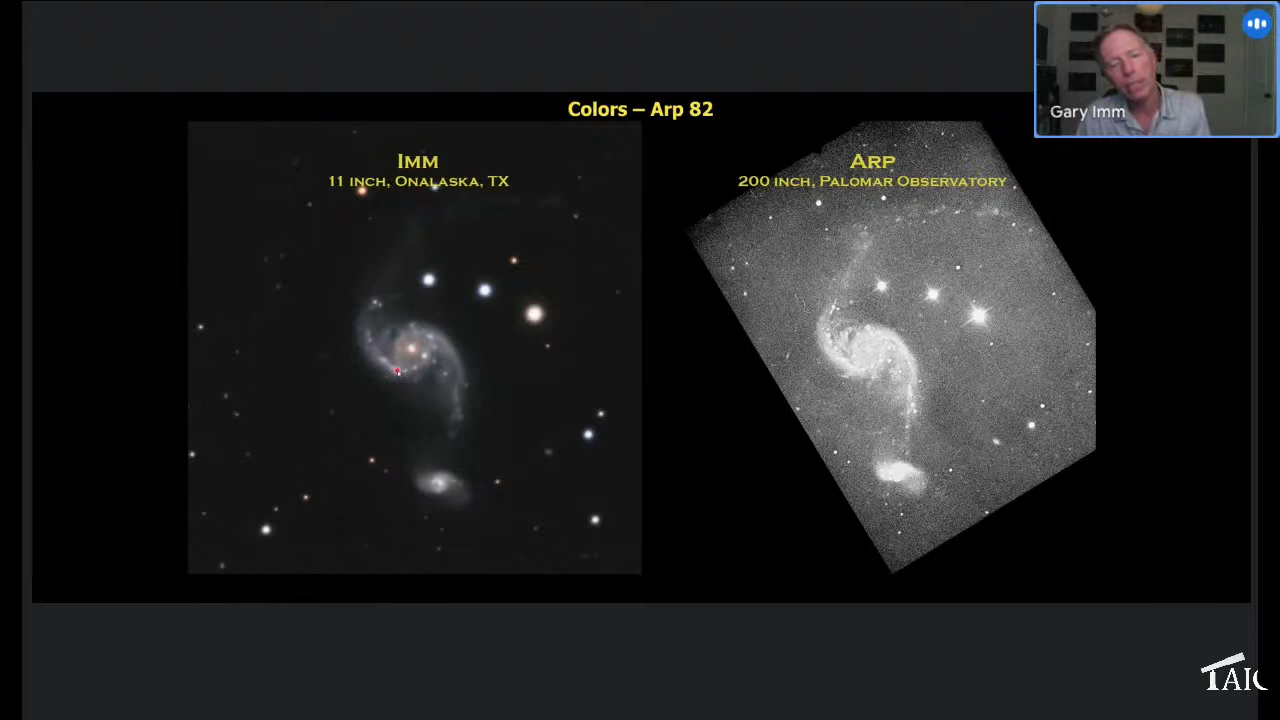 Colors – Arp 82
Gary Imm
Imm
11 inch, Onalaska, TX
Arp
200 inch, Palomar Observatory
TAIC